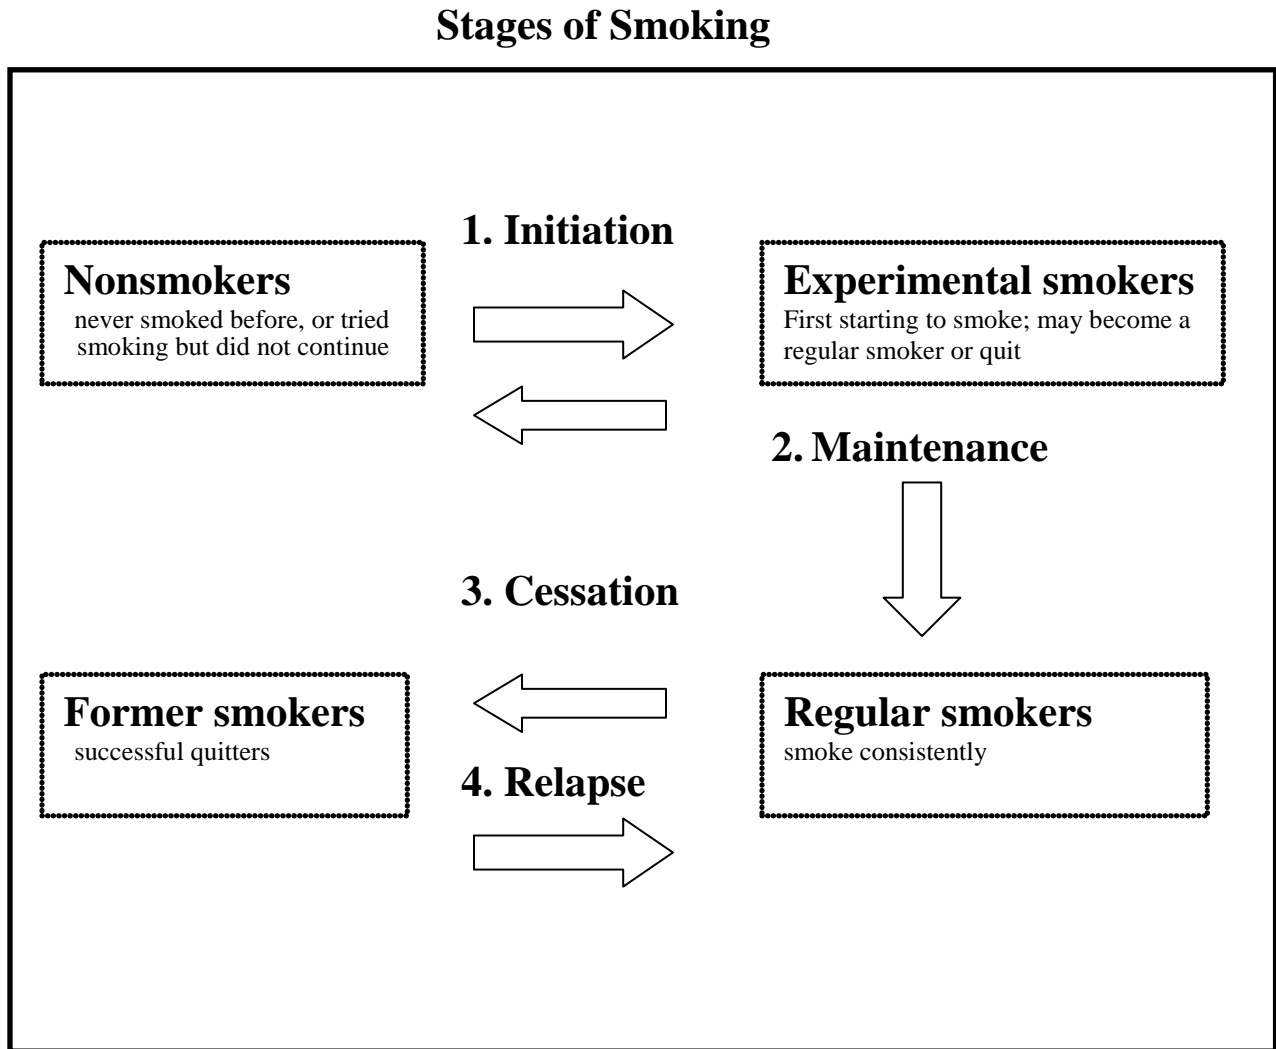 Stages of Smoking
1. Initiation
Nonsmokers
never smoked before, or tried
smoking but did not continue
Experimental smokers
First starting to smoke; may become a
regular smoker or quit
2. Maintenance
3. Cessation
Former smokers
successful quitters
Regular smokers
smoke consistently
4. Relapse